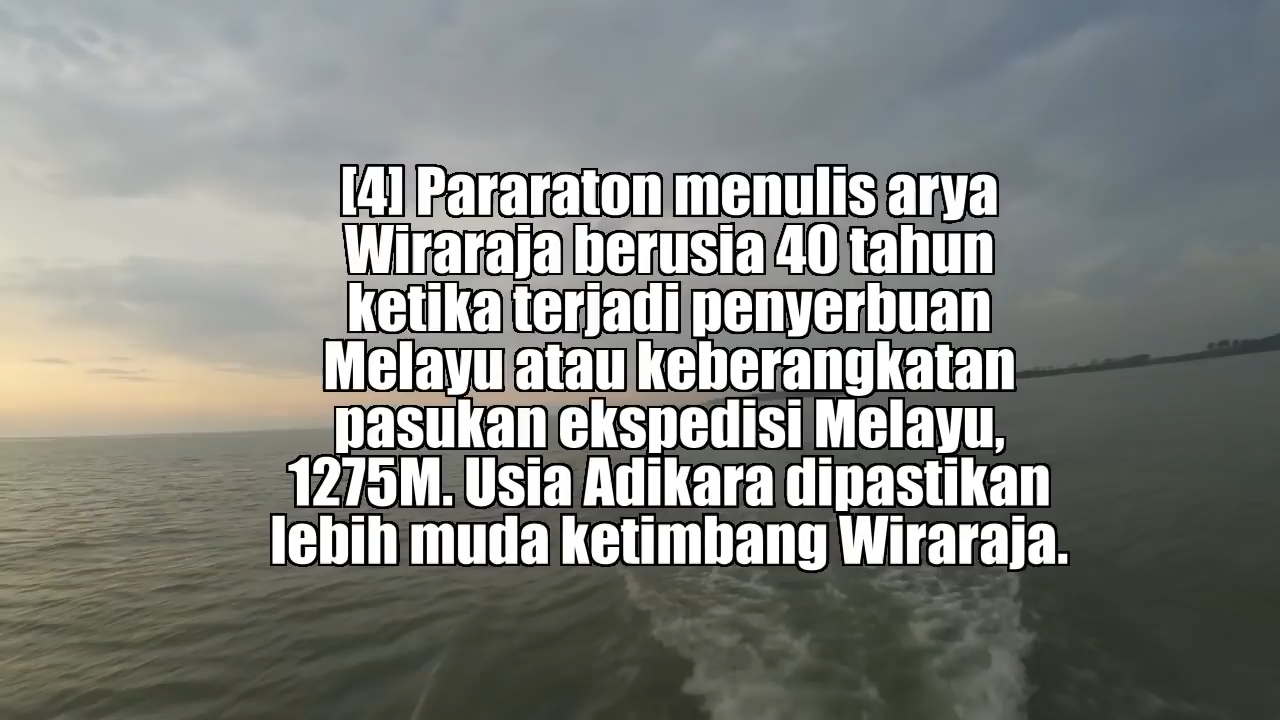 [4] Pararaton menulis arya
Wiraraja berusia 40 tahun
ketika terjadi penyerbuan
Melayu atau keberangkatan
pasukan ekspedisi Melayu,
1275M. Usia Adikara dipastikan
lebih muda ketimbang Wiraraja.